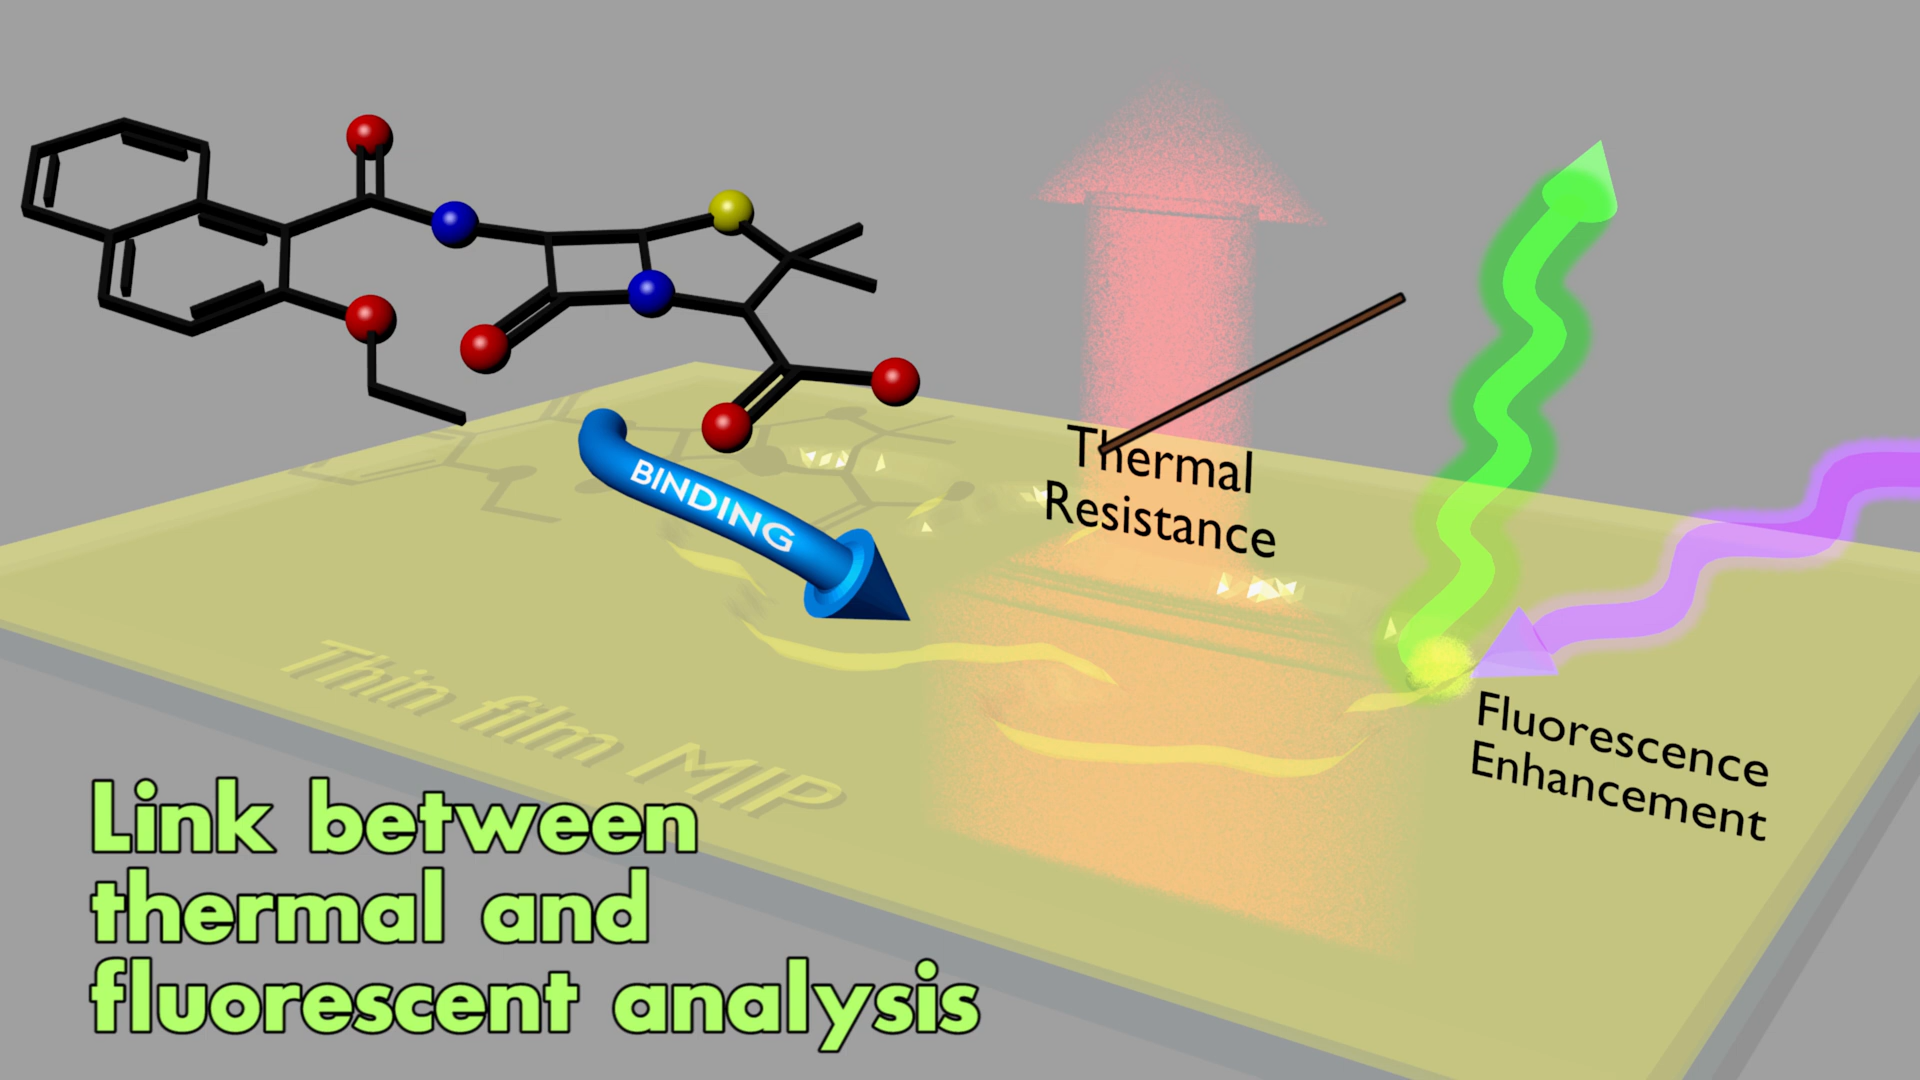 BINDING
Thermal
Resistance
Fluorescence
Enhancement
Thin film MIP
Link between
thermal and
fluorescent analysis